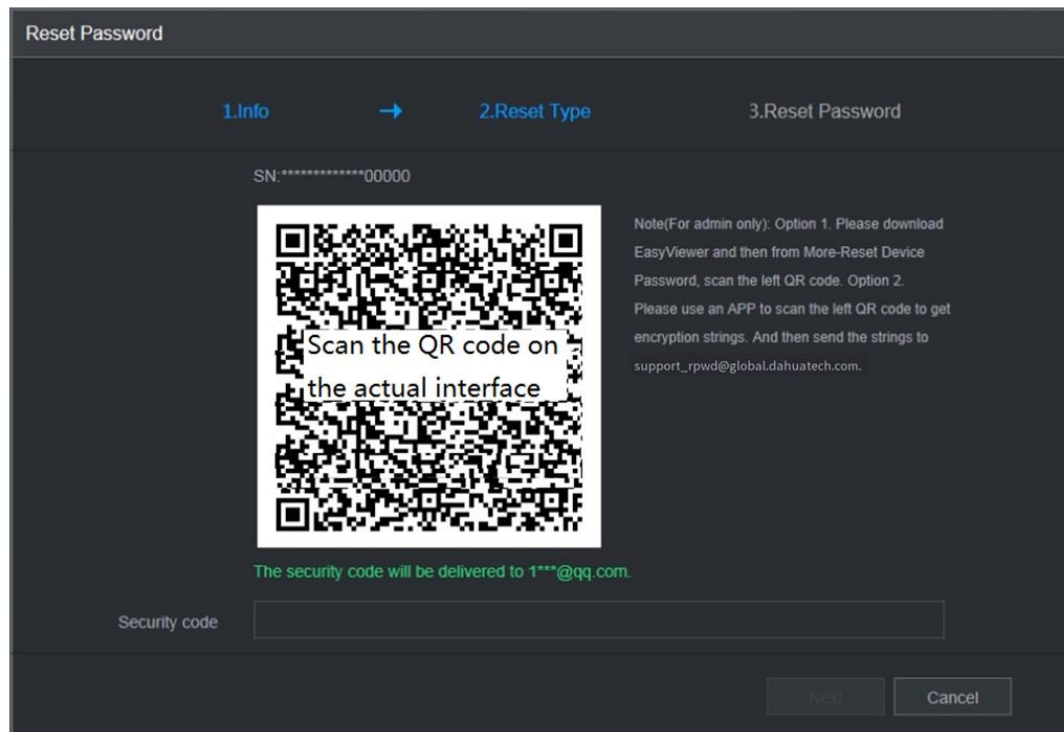 Reset Password
1.Info → 2.Reset Type 3.Reset Password
SN:*************00000
Note(For admin only): Option 1. Please download
EasyViewer and then from More-Reset Device
Password, scan the left QR code. Option 2.
Please use an APP to scan the left QR code to get
encryption strings. And then send the strings to
support_rpwd@global.dahuatech.com.
Scan the QR code on
the actual interface
The security code will be delivered to 1***@qq.com.
Security code
Next Cancel